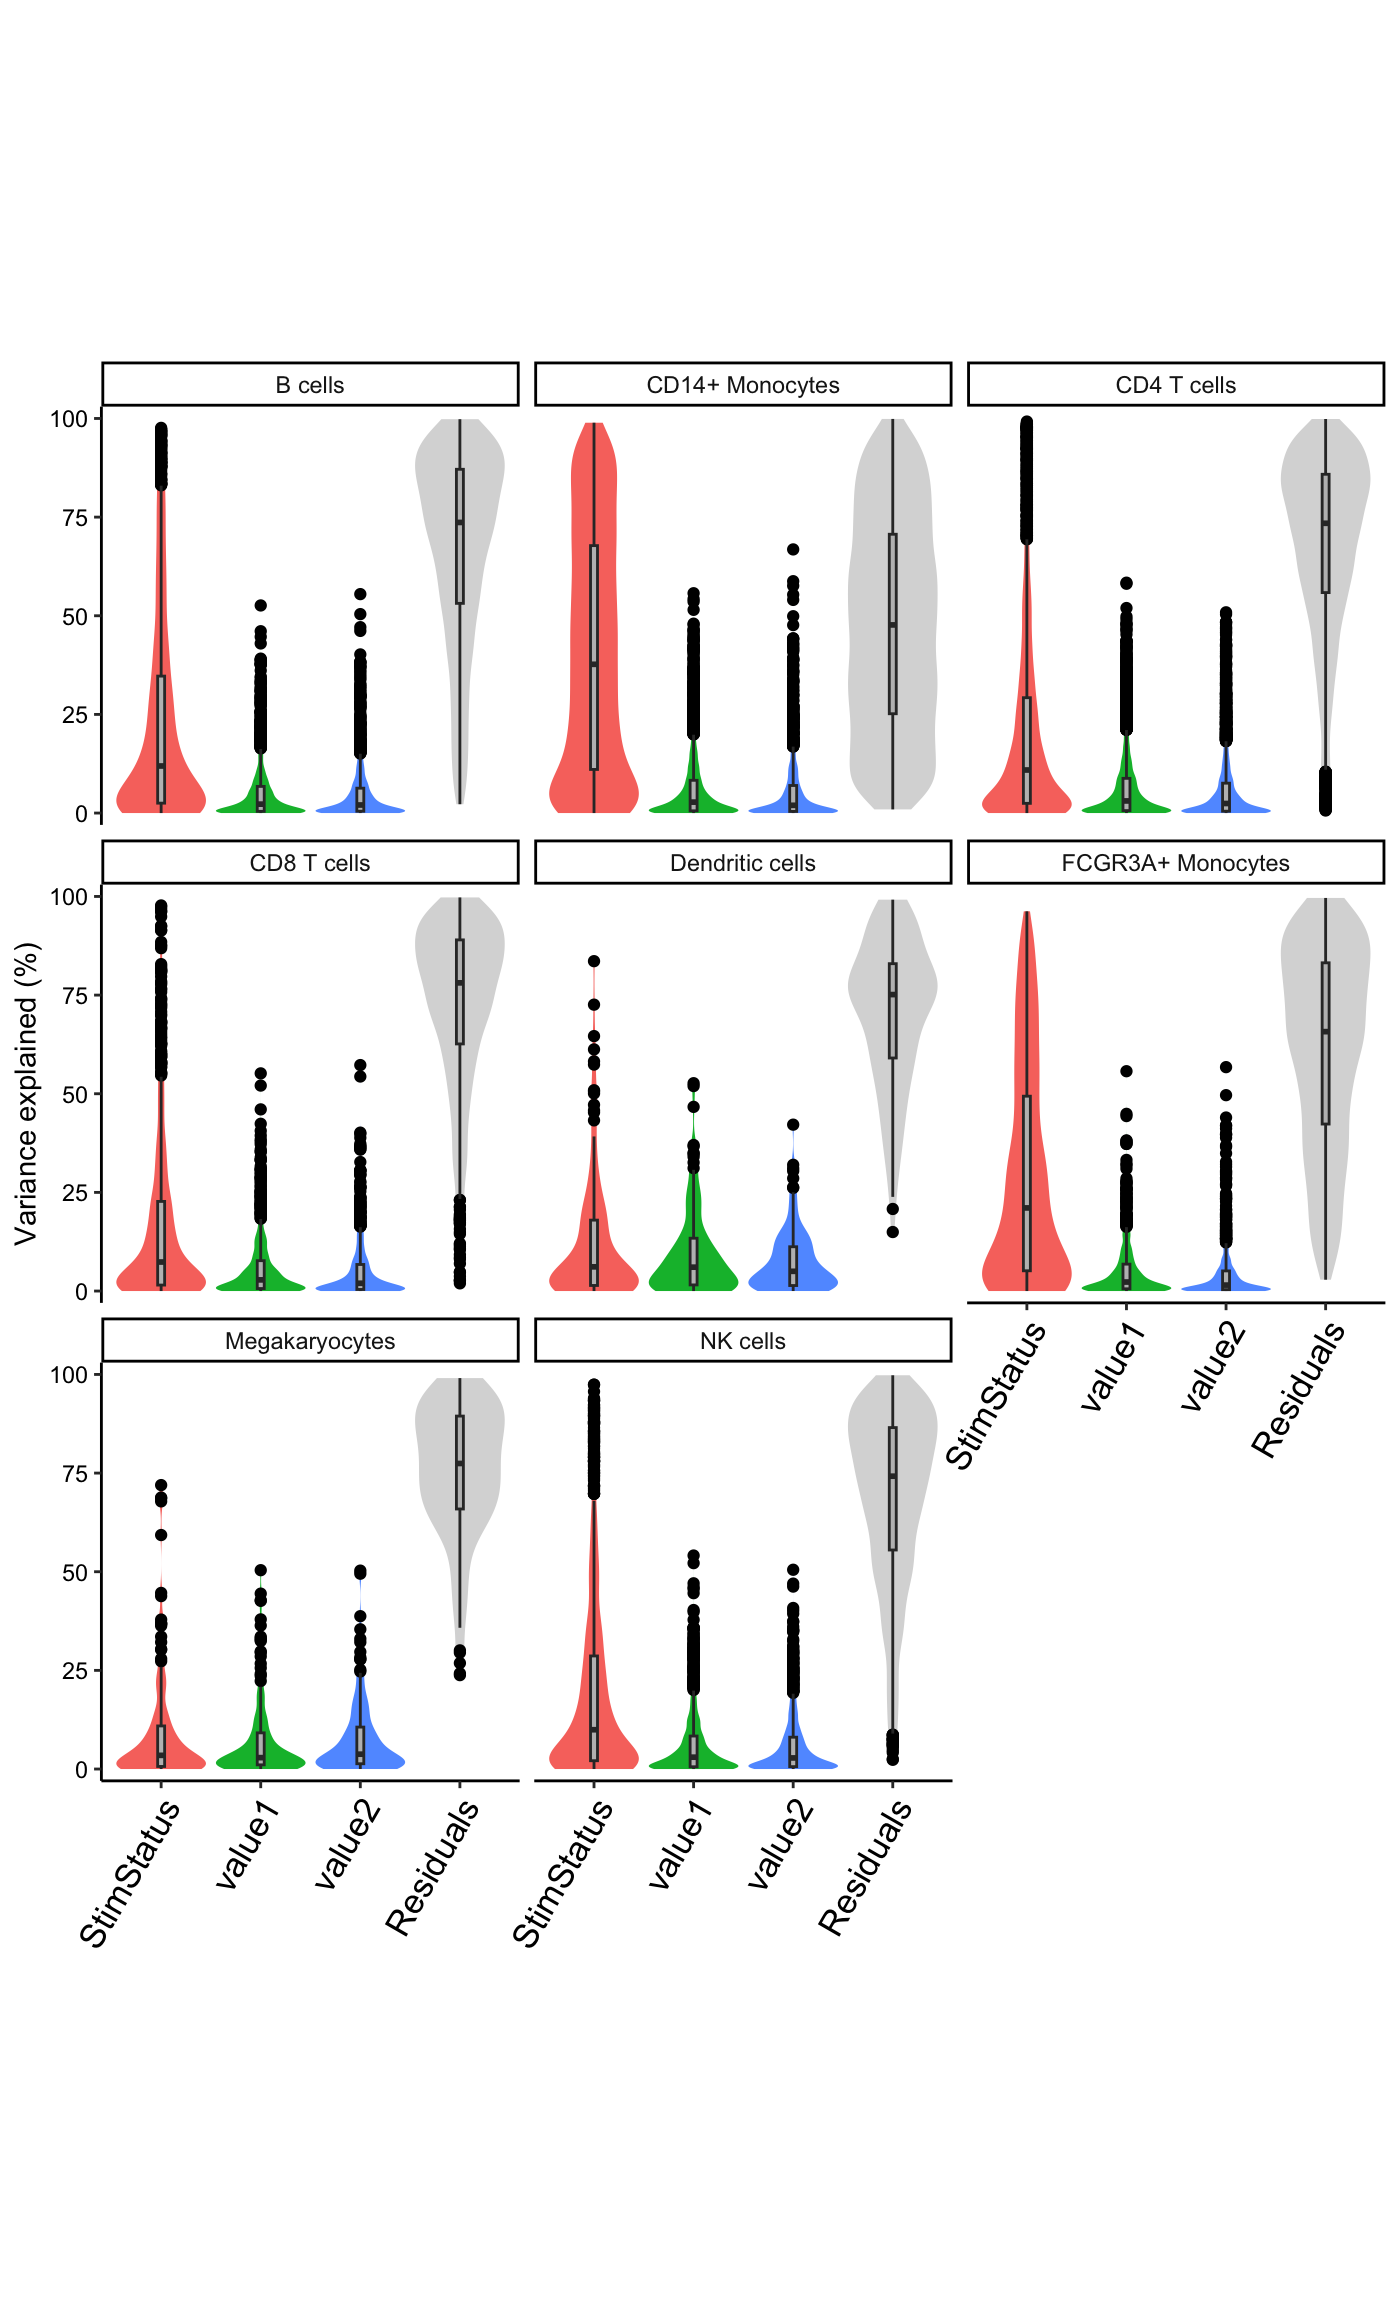 B cells
CD14+ Monocytes
CD4 T cells
100
75
50
25
0
CD8 T cells
Dendritic cells
FCGR3A+ Monocytes
100
75
50
25
0
Variance explained (%)
StimStatus
value1
value2
Residuals
Megakaryocytes
NK cells
100
75
50
25
0
StimStatus
value1
value2
Residuals
StimStatus
value1
value2
Residuals